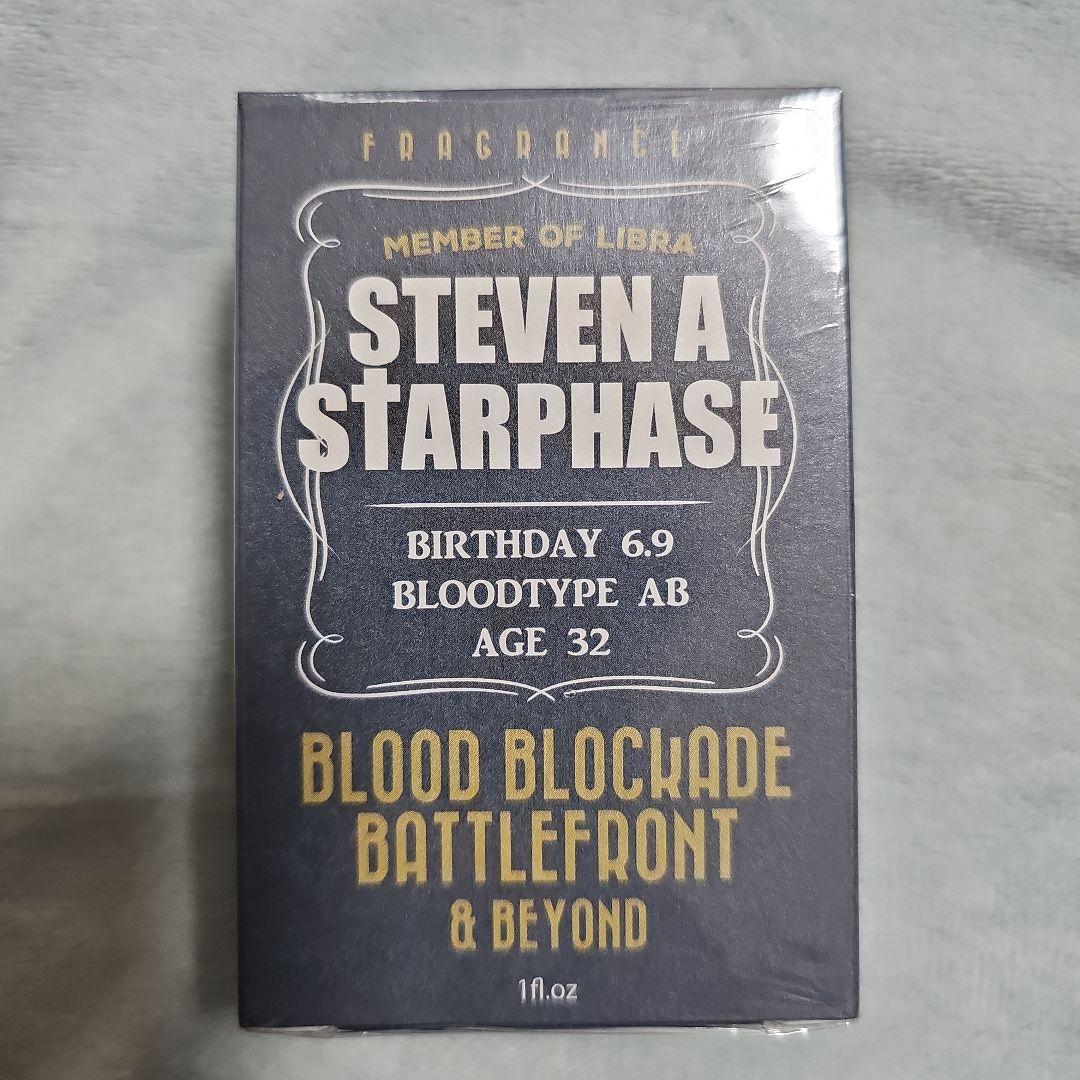 FRAGRANCE
MEMBER OF LIBRA
STEVEN A
STARPHASE
BIRTHDAY 6.9
BLOODTYPE AB
AGE 32
BLOOD BLOCKADE
BATTLEFRONT
& BEYOND
1fl.oz